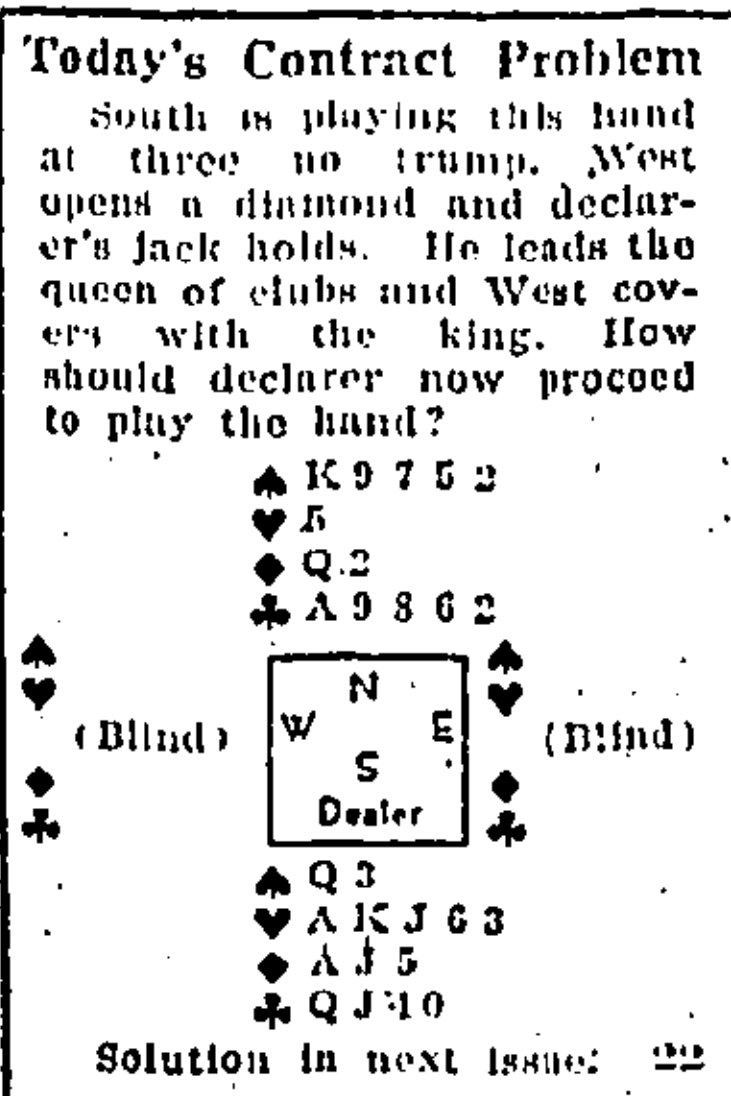 Today's Contract Problem
South is playing this hand
at three no trump. West
opens a diamond and declar-
er's jack holds. He leads the
queen of clubs and West cov-
ers with the king. How
should declarer now proceed
to play the hand?
♠ K 9 7 5 2
♥ 5
♦ Q 2
♣ A 9 8 6 2
♠ ♠
♥ N ♥
(Blind) W E (Blind)
♦ S ♦
♣ Dealer ♣
♠ Q 3
♥ A K J 6 3
♦ A J 5
♣ Q J 10
Solution in next issue. 22